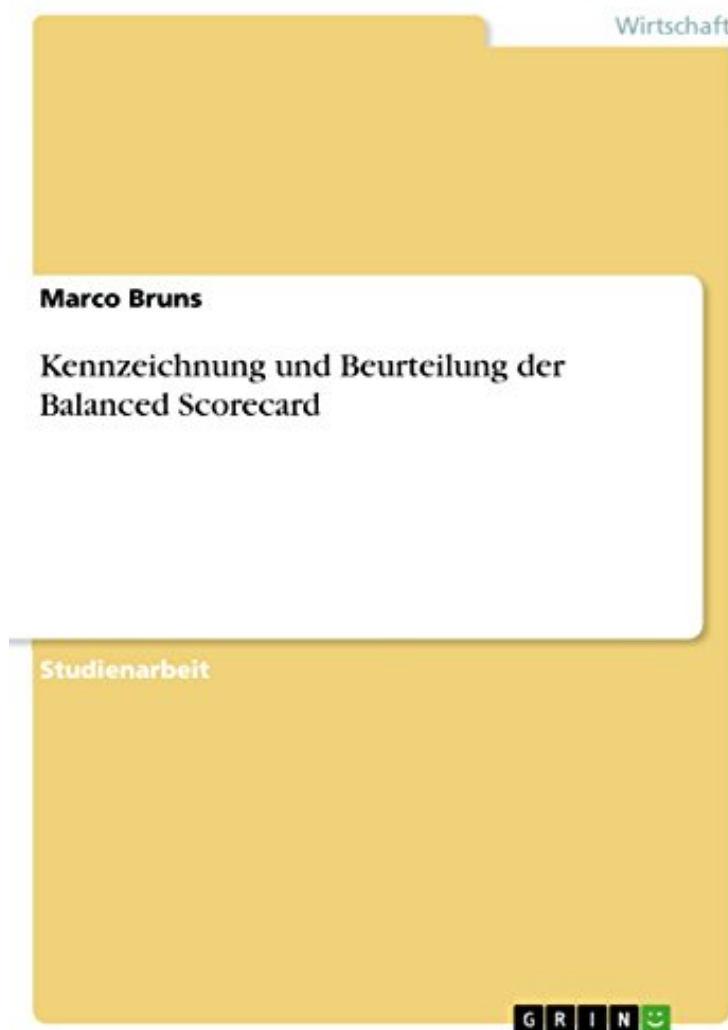 Wirtschaft
Marco Bruns
Kennzeichnung und Beurteilung der
Balanced Scorecard
Studienarbeit
GRIN